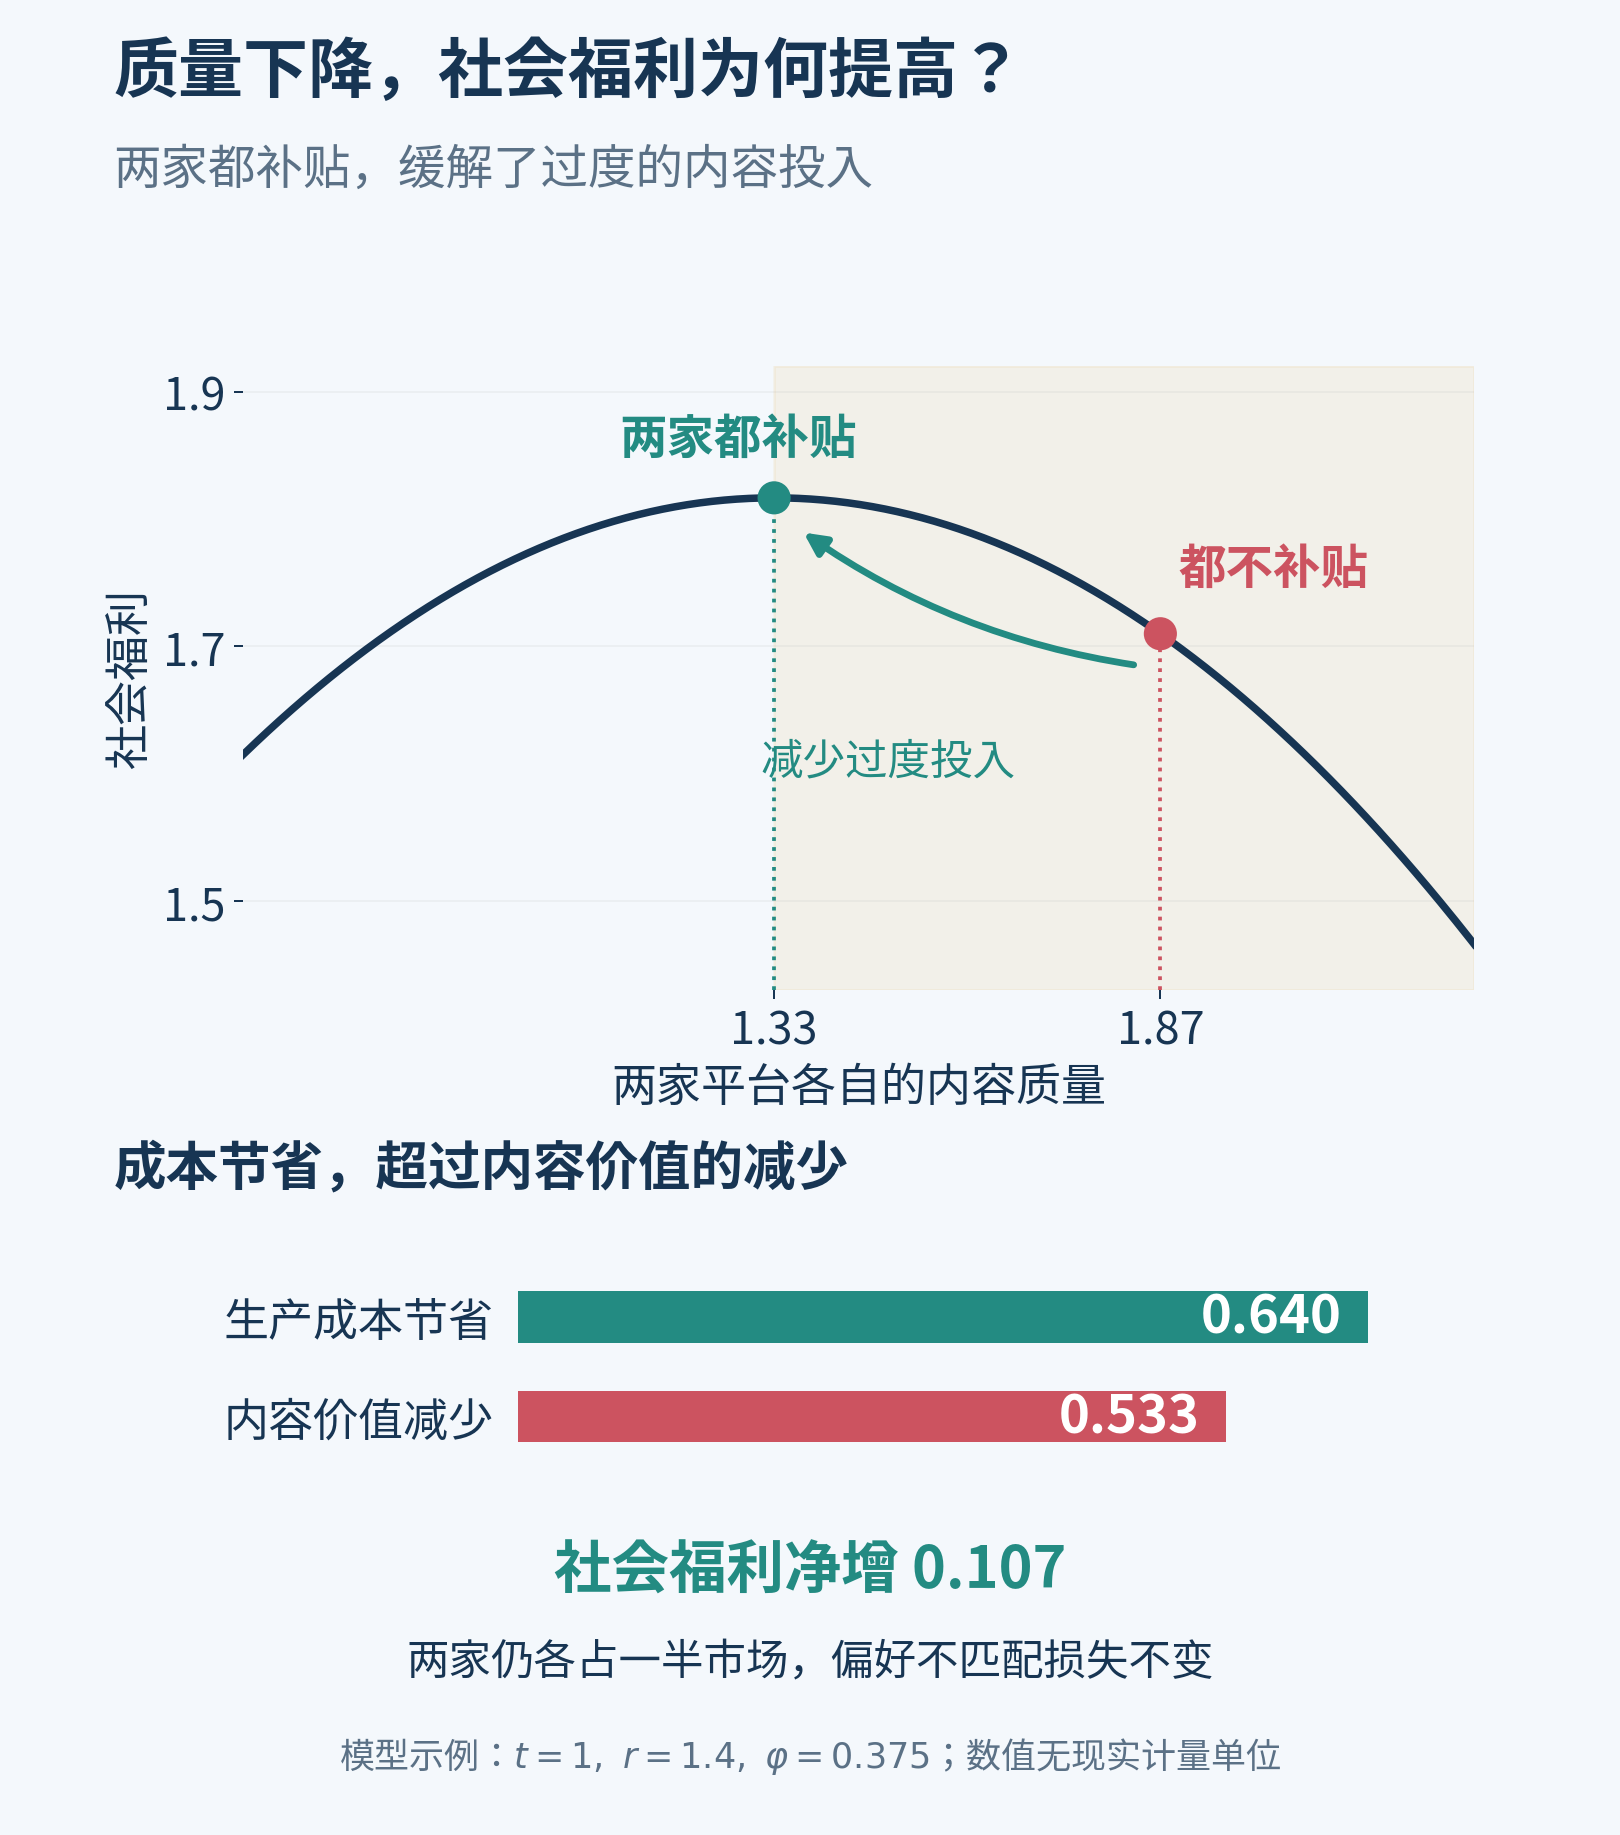 质量下降，社会福利为何提高？
两家都补贴，缓解了过度的内容投入
1.9
两家都补贴
都不补贴
社会福利
1.7
减少过度投入
1.5
1.33
1.87
两家平台各自的内容质量
成本节省，超过内容价值的减少
生产成本节省
0.640
内容价值减少
0.533
社会福利净增 0.107
两家仍各占一半市场，偏好不匹配损失不变
模型示例：t = 1, r = 1.4, φ = 0.375；数值无现实计量单位